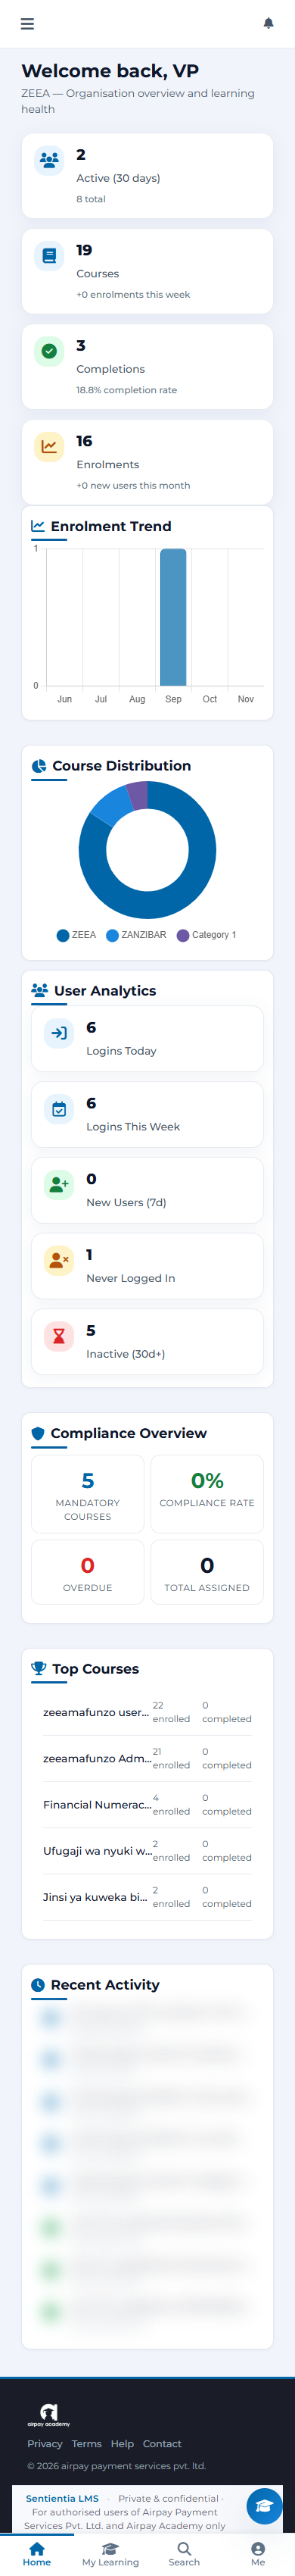 Welcome back, VP
ZEEA — Organisation overview and learning
health
2
Active (30 days)
8 total
19
Courses
+0 enrolments this week
3
Completions
18.8% completion rate
16
Enrolments
+0 new users this month
Enrolment Trend
1
0
Jun Jul Aug Sep Oct Nov
Course Distribution
ZEEA ZANZIBAR Category 1
User Analytics
6
Logins Today
6
Logins This Week
0
New Users (7d)
1
Never Logged In
5
Inactive (30d+)
Compliance Overview
5
MANDATORY
COURSES
0%
COMPLIANCE RATE
0
OVERDUE
0
TOTAL ASSIGNED
Top Courses
zeeamafunzo user... 22 enrolled 0 completed
zeeamafunzo Adm... 21 enrolled 0 completed
Financial Numerac... 4 enrolled 0 completed
Ufugaji wa nyuki w... 2 enrolled 0 completed
Jinsi ya kuweka bi... 2 enrolled 0 completed
Recent Activity
airpay academy
Privacy Terms Help Contact
© 2026 airpay payment services pvt. ltd.
Sentientia LMS · Private & confidential ·
For authorised users of Airpay Payment
Services Pvt. Ltd. and Airpay Academy only
Home My Learning Search Me